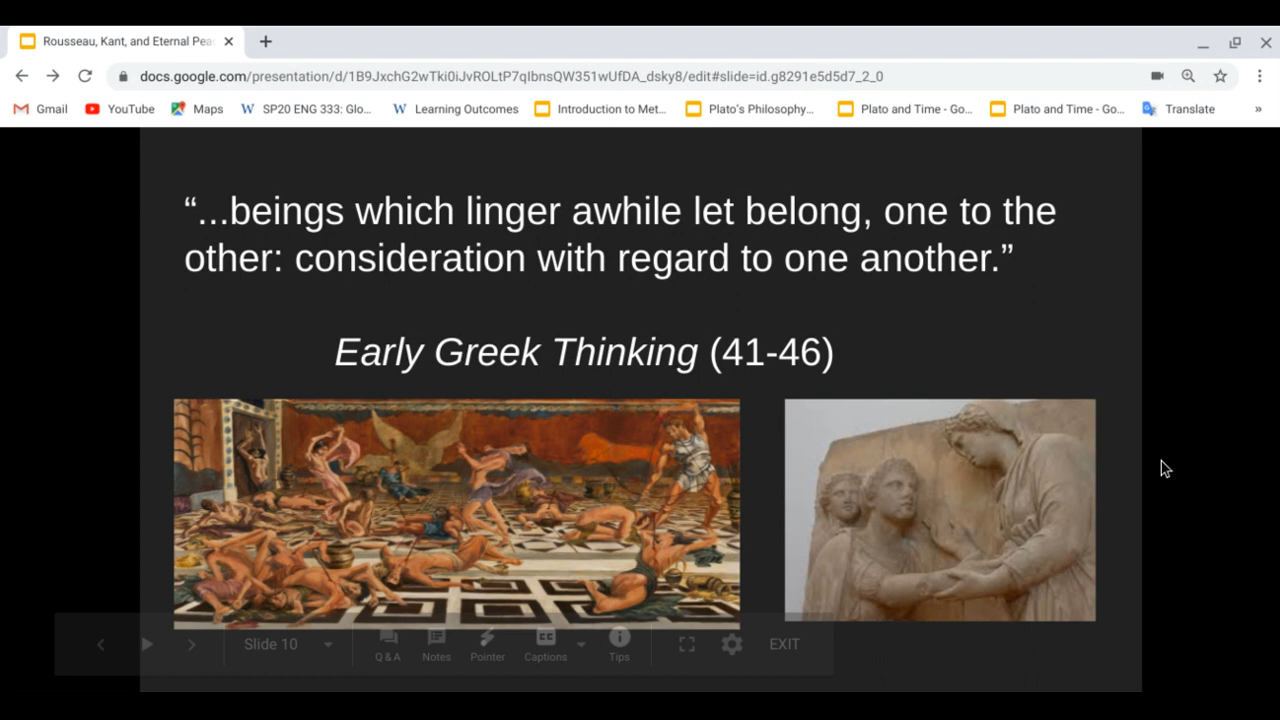 Rousseau, Kant, and Eternal Pea
docs.google.com/presentation/d/1B9JxchG2wTki0iJvROLtP7qIbnsQW351wUfDA_dsky8/edit#slide=id.g8291e5d5d7_2_0
Gmail YouTube Maps SP20 ENG 333: Glo... Learning Outcomes Introduction to Met... Plato's Philosophy... Plato and Time - Go... Plato and Time - Go... Translate »
“...beings which linger awhile let belong, one to the
other: consideration with regard to one another.”
Early Greek Thinking (41-46)
Slide 10 Q & A Notes Pointer Captions Tips EXIT